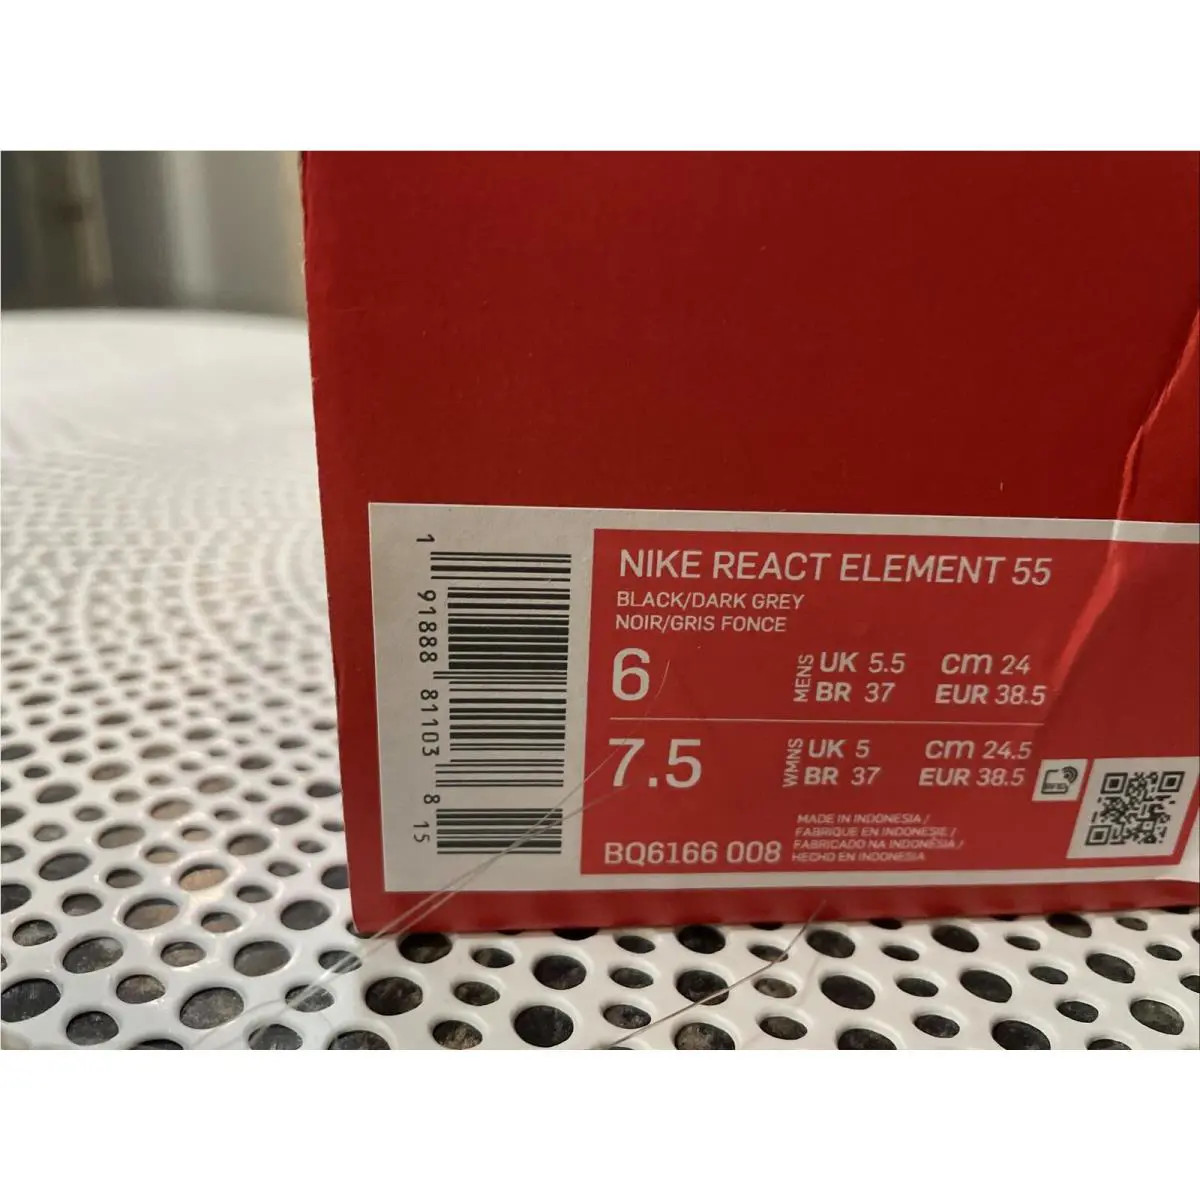 1 91888 81103 8 15
NIKE REACT ELEMENT 55
BLACK/DARK GREY
NOIR/GRIS FONCE
6 MENS UK 5.5 cm 24
BR 37 EUR 38.5
7.5 WMNS UK 5 cm 24.5
BR 37 EUR 38.5
RFID
BQ6166 008
MADE IN INDONESIA /
FABRIQUE EN INDONESIE /
FABRICADO NA INDONÉSIA /
HECHO EN INDONESIA